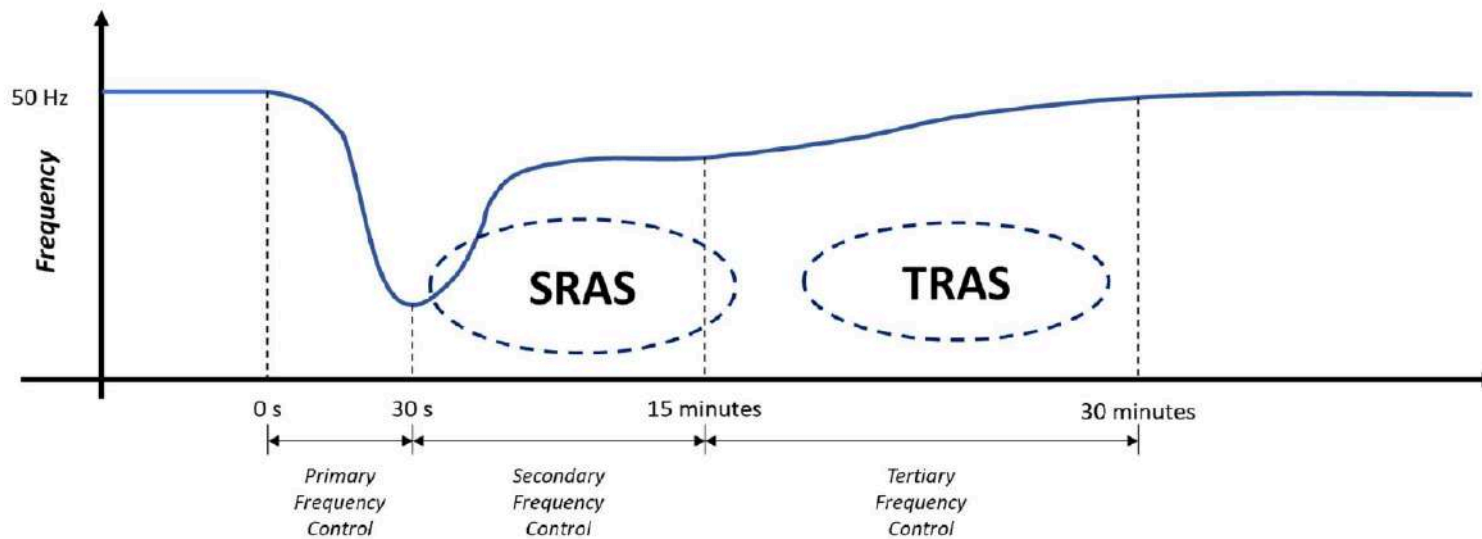 50 Hz
Frequency
SRAS
TRAS
0 s
30 s
15 minutes
30 minutes
Primary
Frequency
Control
Secondary
Frequency
Control
Tertiary
Frequency
Control